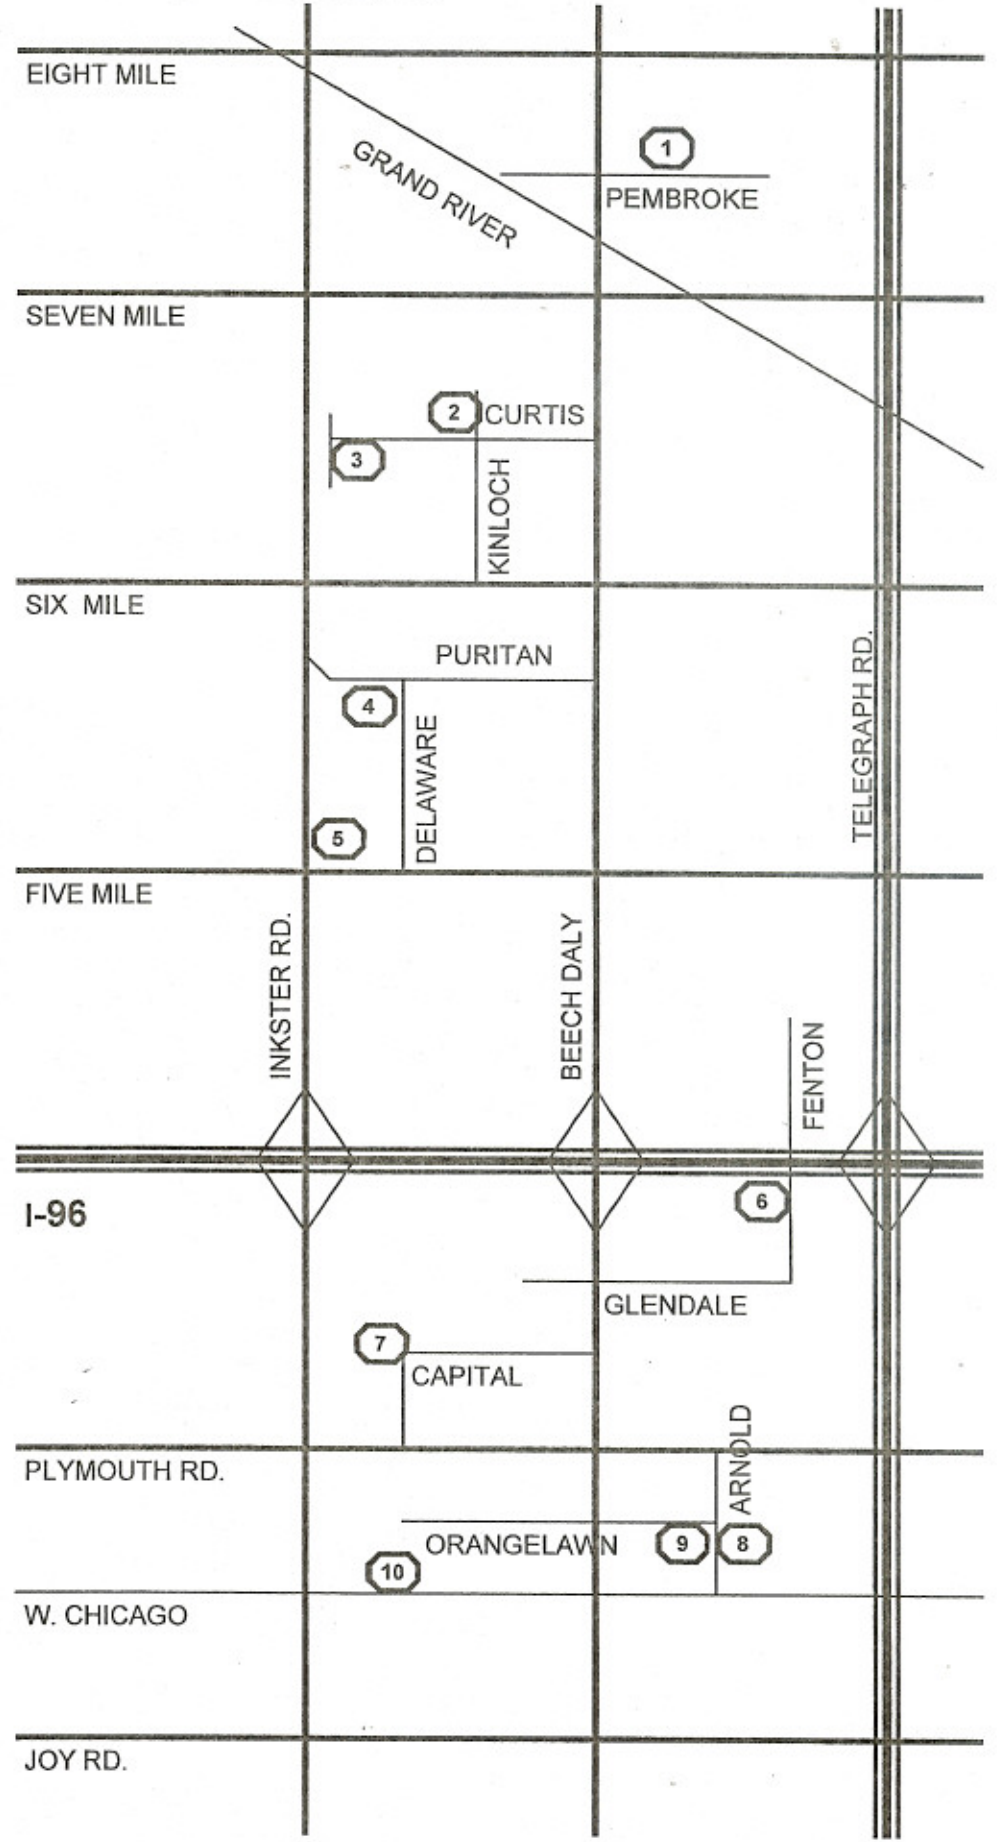 EIGHT MILE
1
GRAND RIVER
PEMBROKE
SEVEN MILE
2
CURTIS
3
KINLOCH
SIX MILE
PURITAN
4
DELAWARE
TELEGRAPH RD.
5
FIVE MILE
INKSTER RD.
BEECH DALY
FENTON
I-96
6
GLENDALE
7
CAPITAL
ARNOLD
PLYMOUTH RD.
ORANGELAWN
9
8
10
W. CHICAGO
JOY RD.